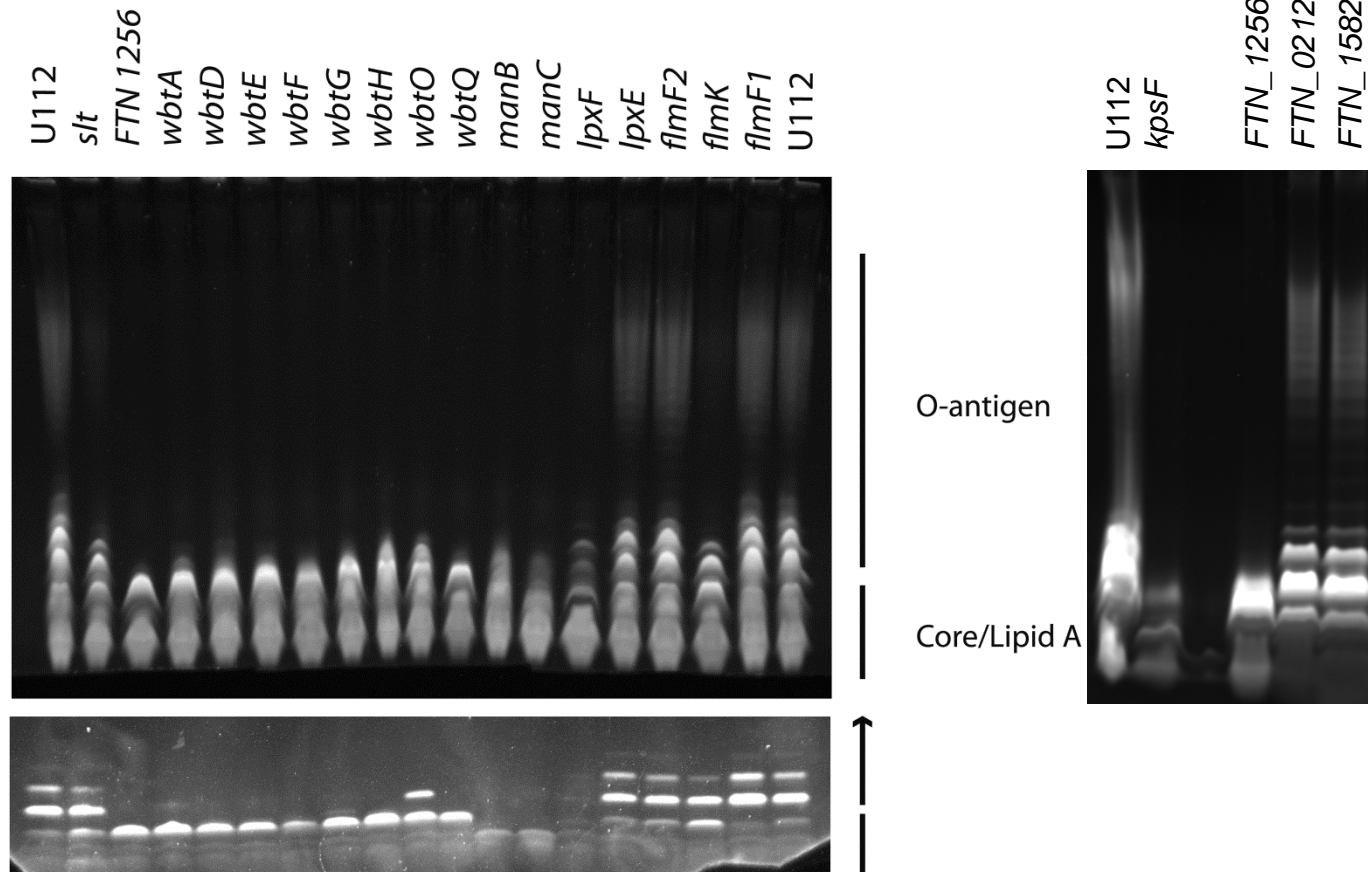 U112
slt
FTN 1256
wbtA
wbtD
wbtE
wbtF
wbtG
wbtH
wbtO
wbtQ
manB
manC
lpxF
lpxE
flmF2
flmK
flmF1
U112
U112
kpsF
FTN_1256
FTN_0212
FTN_1582
O-antigen
Core/Lipid A